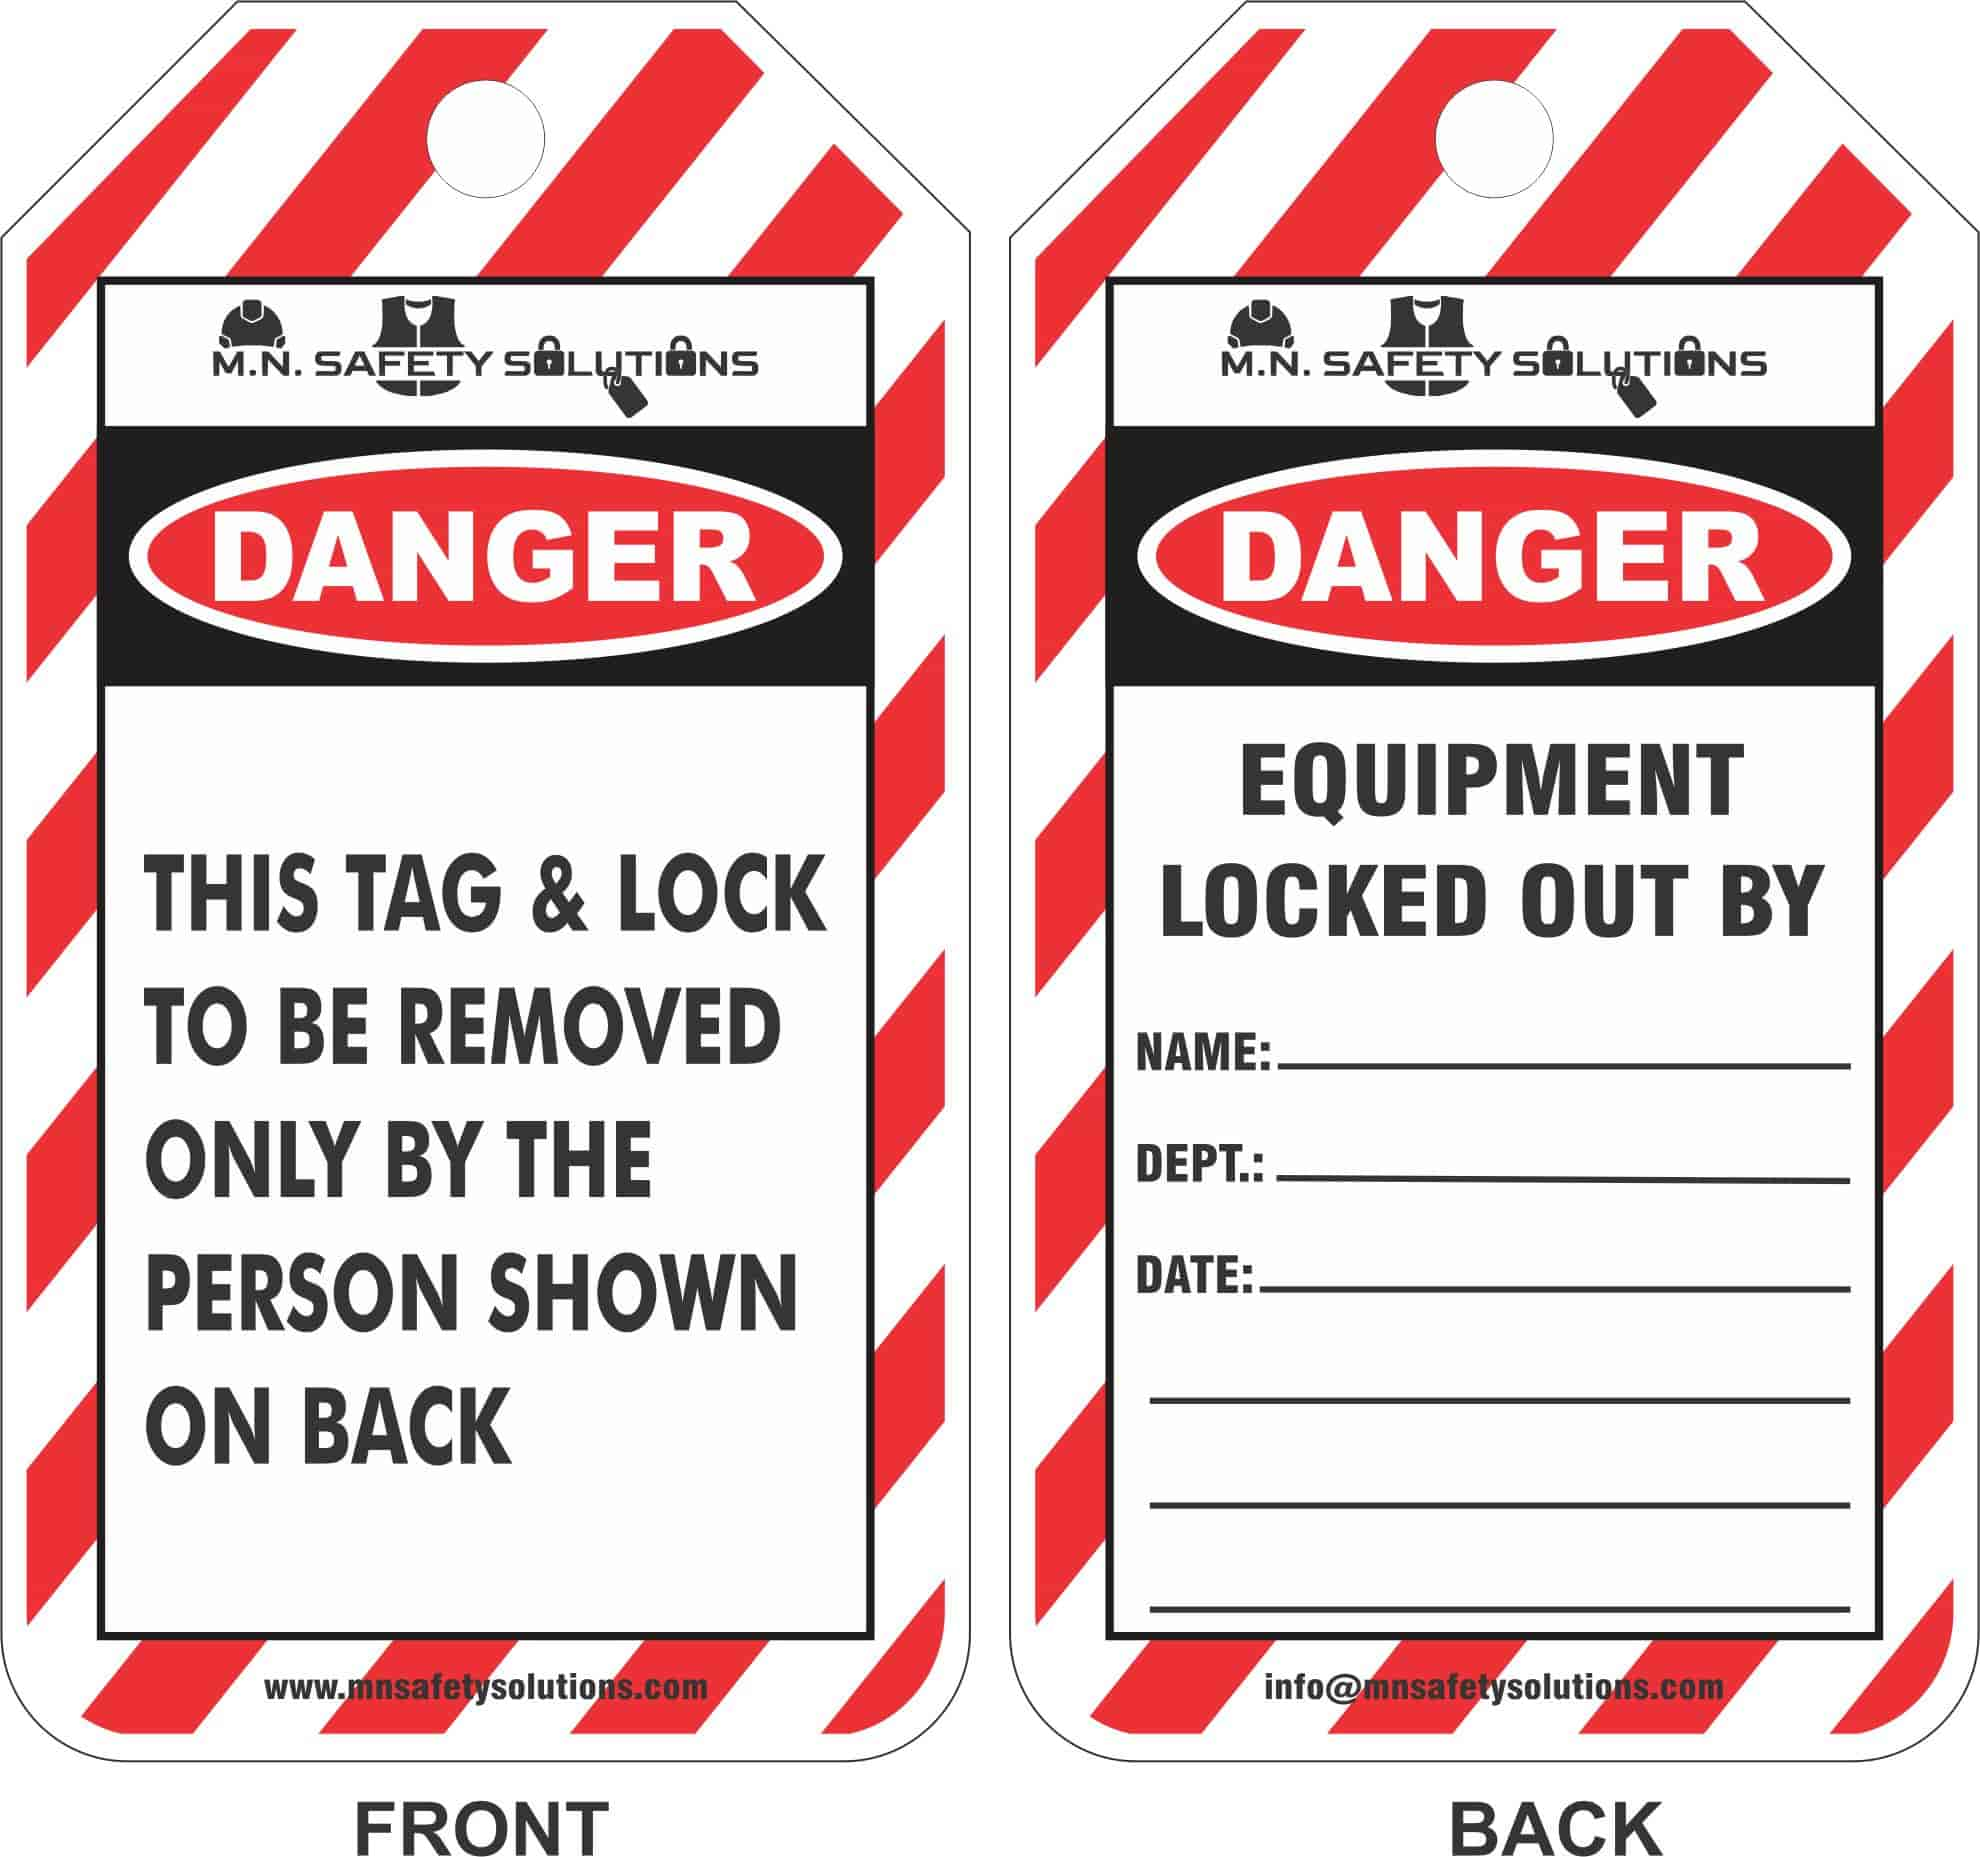 M.N. SAFETY SOLUTIONS
DANGER
THIS TAG & LOCK
TO BE REMOVED
ONLY BY THE
PERSON SHOWN
ON BACK
www.mnsafetysolutions.com
FRONT
M.N. SAFETY SOLUTIONS
DANGER
EQUIPMENT
LOCKED OUT BY
NAME:
DEPT.:
DATE:
info@mnsafetysolutions.com
BACK